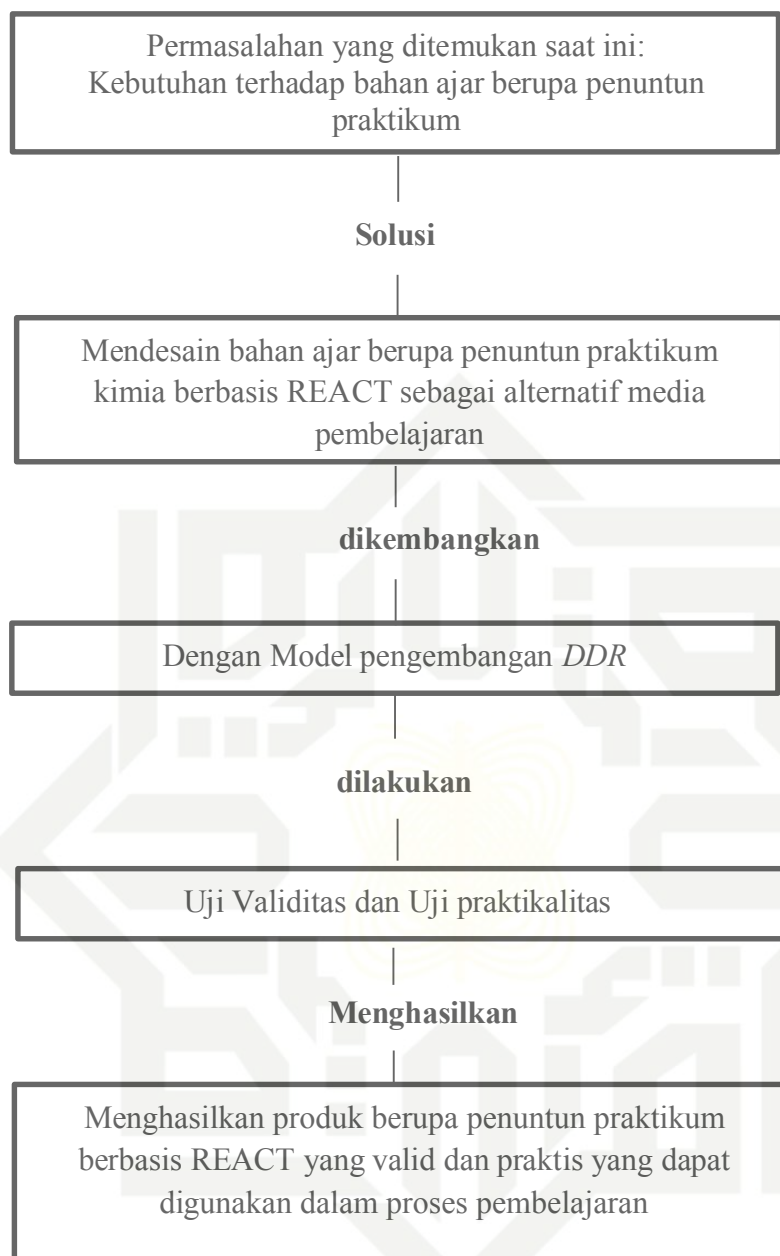 Permasalahan yang ditemukan saat ini:
Kebutuhan terhadap bahan ajar berupa penuntun
praktikum
Solusi
Mendesain bahan ajar berupa penuntun praktikum
kimia berbasis REACT sebagai alternatif media
pembelajaran
dikembangkan
Dengan Model pengembangan DDR
dilakukan
Uji Validitas dan Uji praktikalitas
Menghasilkan
Menghasilkan produk berupa penuntun praktikum
berbasis REACT yang valid dan praktis yang dapat
digunakan dalam proses pembelajaran